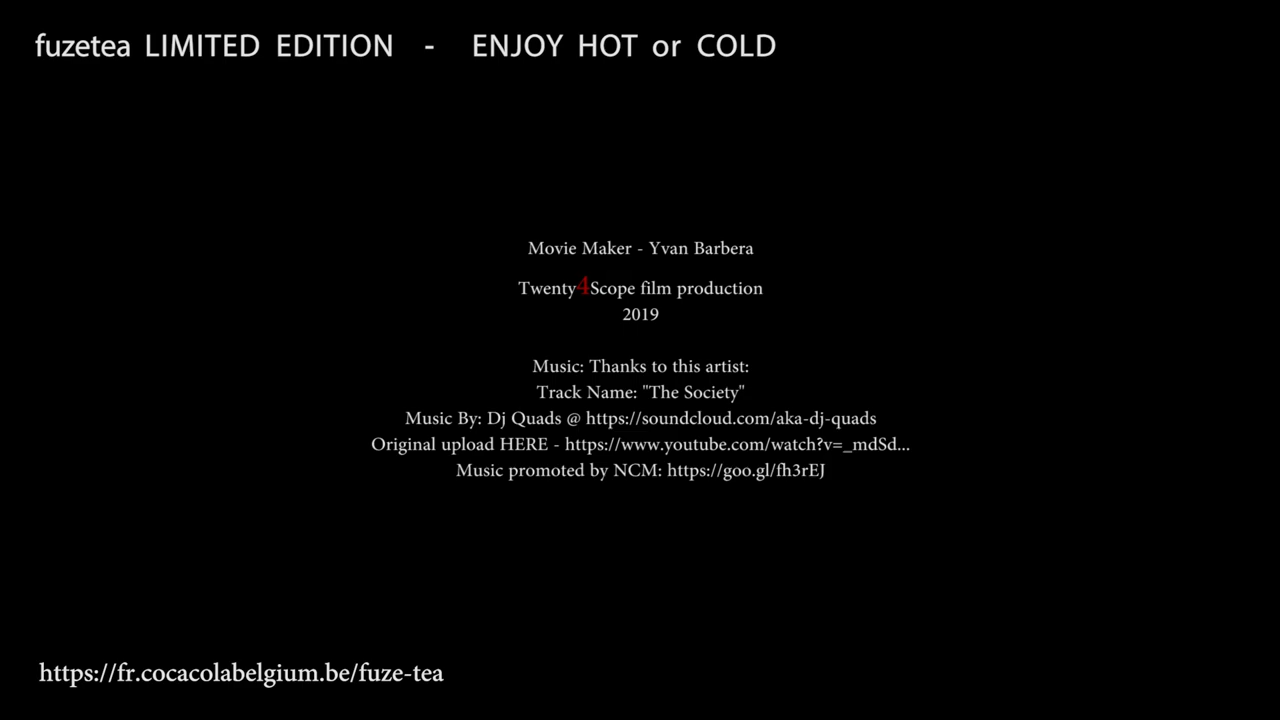 fuzetea LIMITED EDITION - ENJOY HOT or COLD
Movie Maker - Yvan Barbera
Twenty4Scope film production
2019
Music: Thanks to this artist:
Track Name: "The Society"
Music By: Dj Quads @ https://soundcloud.com/aka-dj-quads
Original upload HERE - https://www.youtube.com/watch?v=_mdSd...
Music promoted by NCM: https://goo.gl/fh3rEJ
https://fr.cocacolabelgium.be/fuze-tea